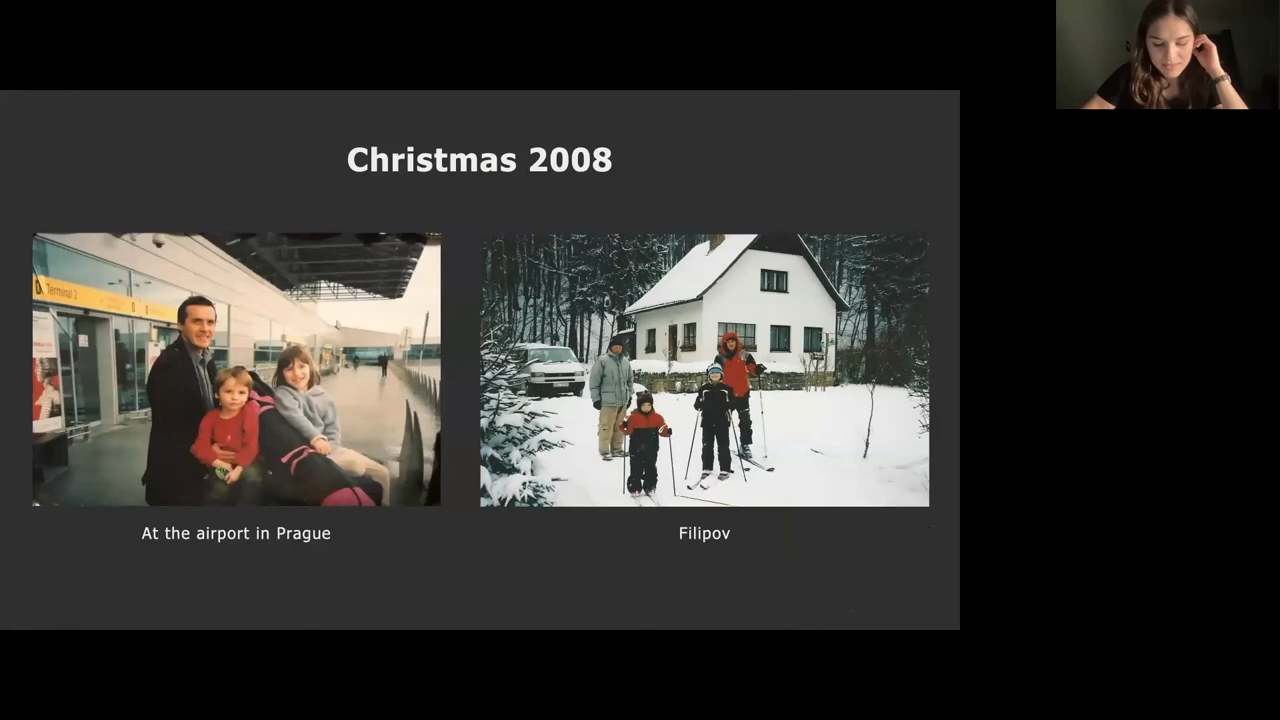 Christmas 2008
Terminal 2
At the airport in Prague
Filipov